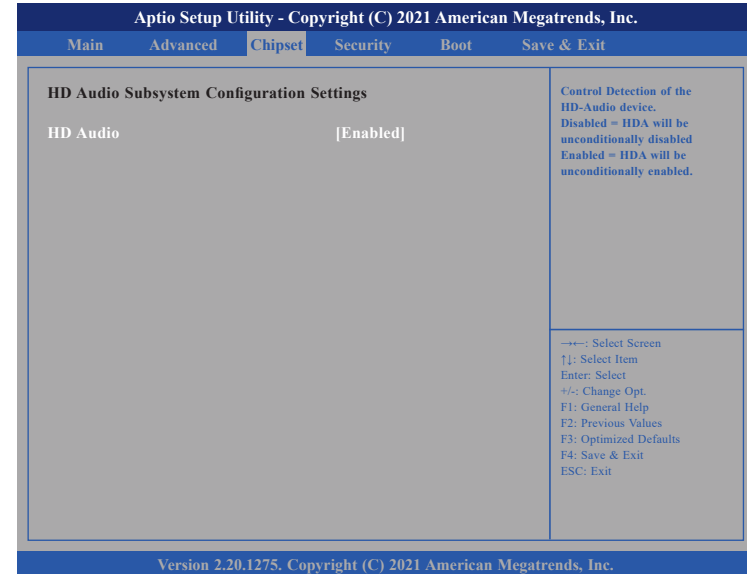 Aptio Setup Utility - Copyright (C) 2021 American Megatrends, Inc.
Main Advanced Chipset Security Boot Save & Exit
HD Audio Subsystem Configuration Settings
HD Audio [Enabled]
Control Detection of the
HD-Audio device.
Disabled = HDA will be
unconditionally disabled
Enabled = HDA will be
unconditionally enabled.
→←: Select Screen
↑↓: Select Item
Enter: Select
+/-: Change Opt.
F1: General Help
F2: Previous Values
F3: Optimized Defaults
F4: Save & Exit
ESC: Exit
Version 2.20.1275. Copyright (C) 2021 American Megatrends, Inc.